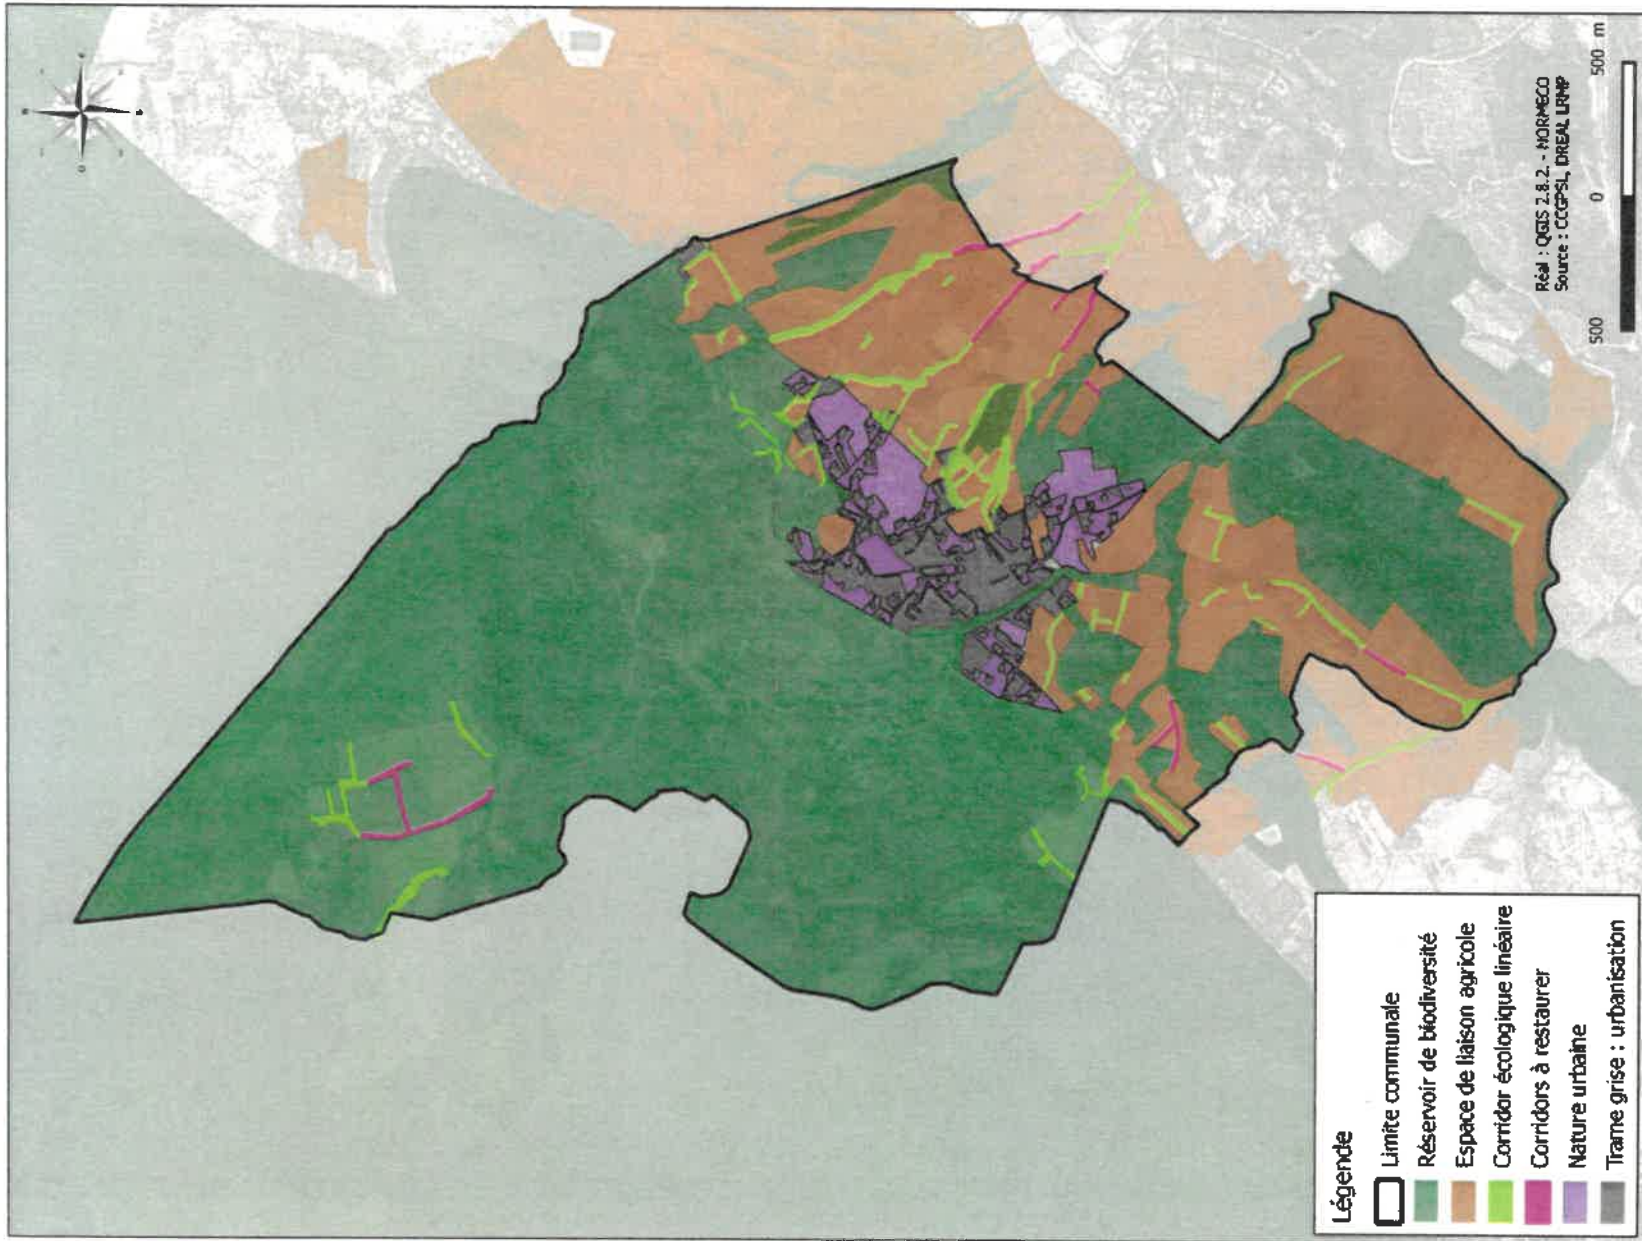 Légende
Limite communale
Réservoir de biodiversité
Espace de liaison agricole
Corridor écologique linéaire
Corridors à restaurer
Nature urbaine
Trame grise : urbanisation
Réal : QGIS 2.8.2. - MORMECO
Source : CCGPSL, DREAL LRMP
500 0 500 m